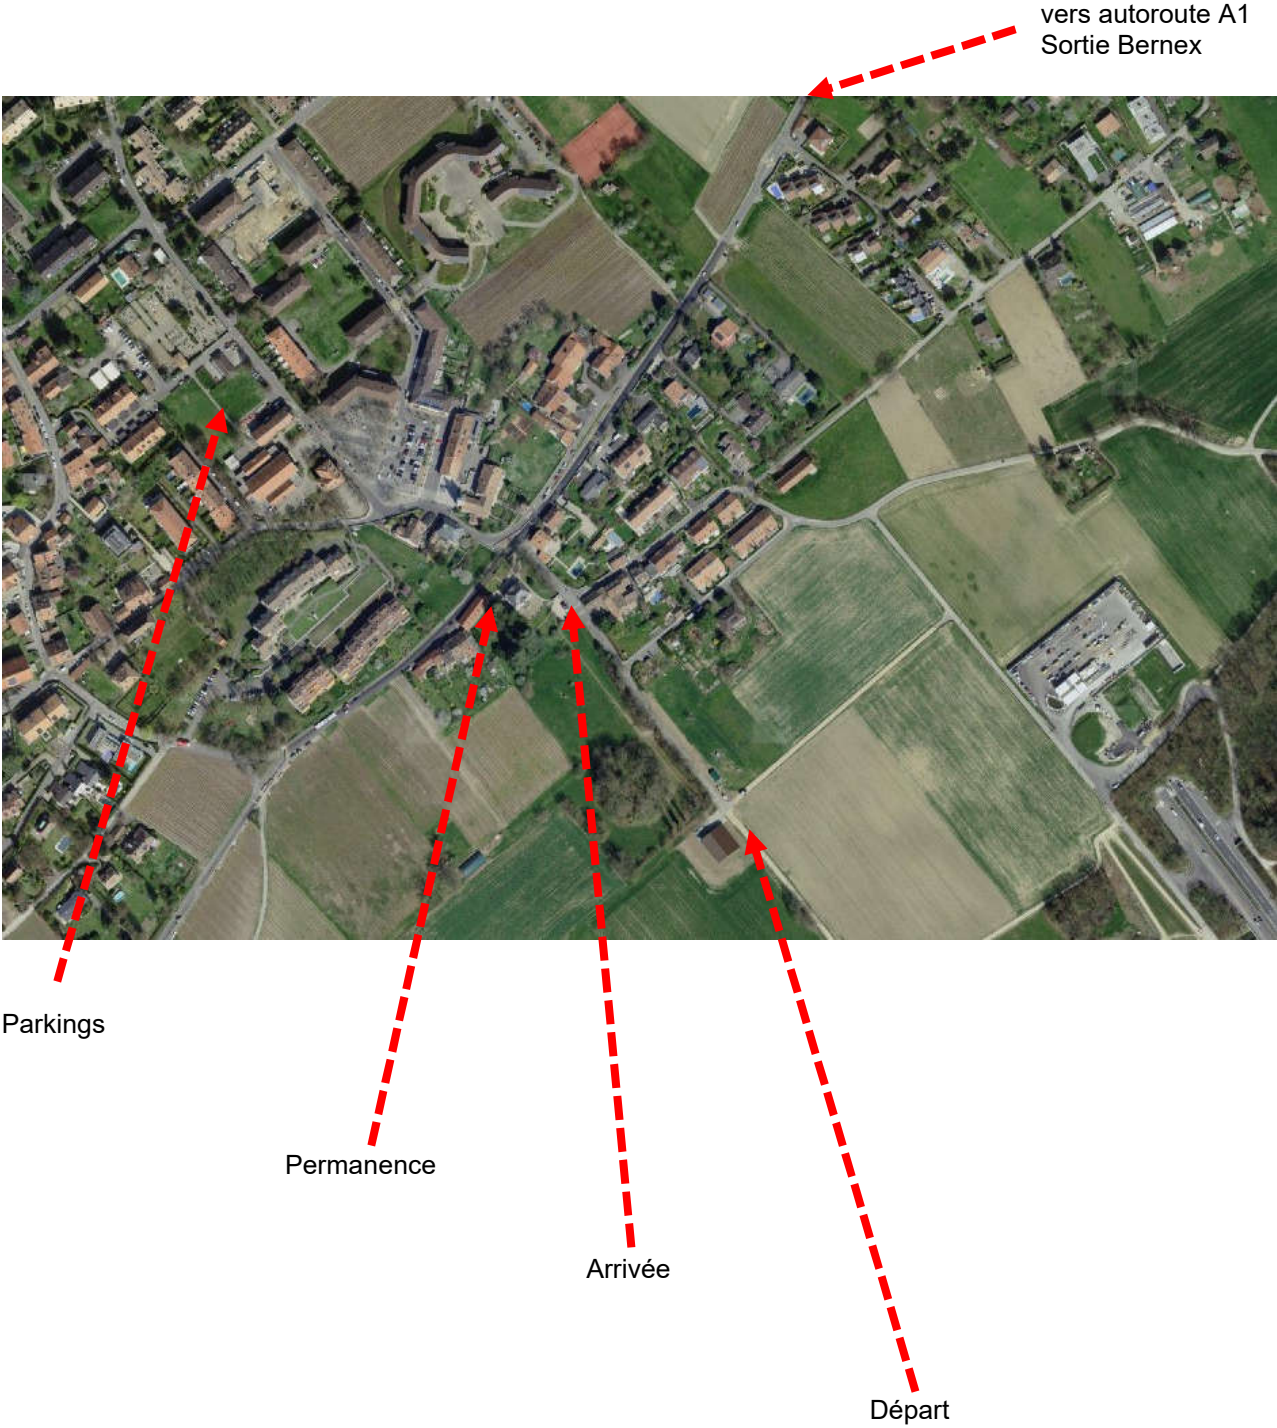 vers autoroute A1
Sortie Bernex
Parkings
Permanence
Arrivée
Départ